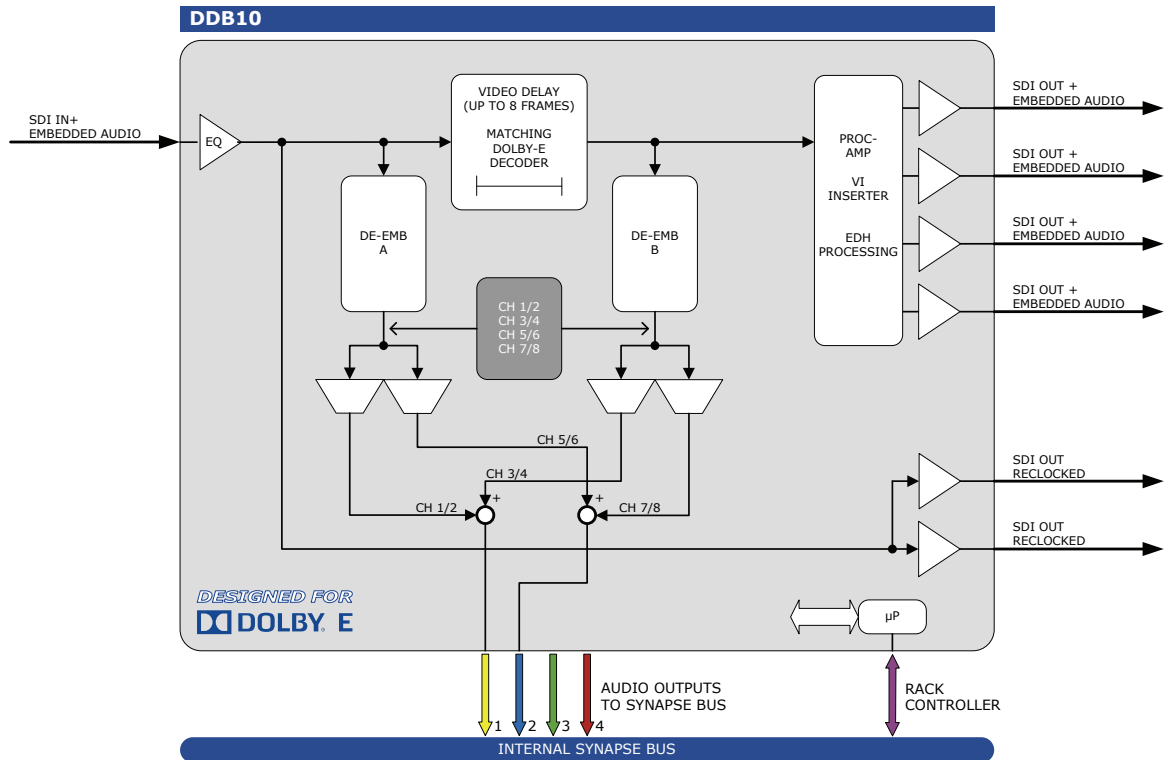 DDB10
SDI IN+
EMBEDDED AUDIO
EQ
VIDEO DELAY
(UP TO 8 FRAMES)
MATCHING
DOLBY-E
DECODER
DE-EMB
A
DE-EMB
B
CH 1/2
CH 3/4
CH 5/6
CH 7/8
PROC-
AMP
VI
INSERTER
EDH
PROCESSING
SDI OUT +
EMBEDDED AUDIO
SDI OUT +
EMBEDDED AUDIO
SDI OUT +
EMBEDDED AUDIO
SDI OUT +
EMBEDDED AUDIO
CH 5/6
CH 3/4
CH 1/2
+
+
CH 7/8
SDI OUT
RECLOCKED
SDI OUT
RECLOCKED
DESIGNED FOR
DOLBY® E
µP
AUDIO OUTPUTS
TO SYNAPSE BUS
RACK
CONTROLLER
1
2
3
4
INTERNAL SYNAPSE BUS